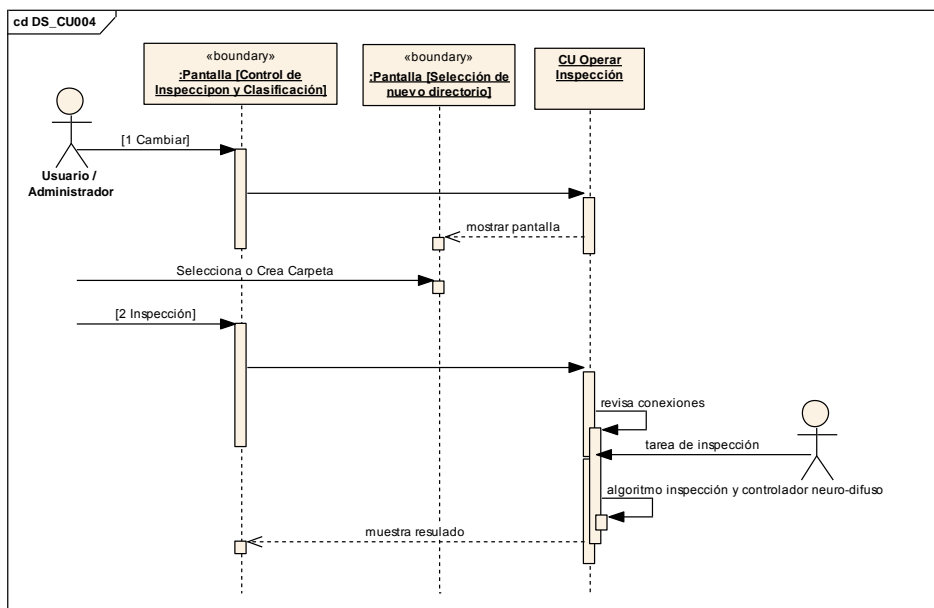 cd DS_CU004
«boundary»
:Pantalla [Control de
Inspeccipon y Clasificación]
«boundary»
:Pantalla [Selección de
nuevo directorio]
CU Operar
Inspección
[1 Cambiar]
Usuario /
Administrador
mostrar pantalla
Selecciona o Crea Carpeta
[2 Inspección]
revisa conexiones
tarea de inspección
algoritmo inspección y controlador neuro-difuso
muestra resulado